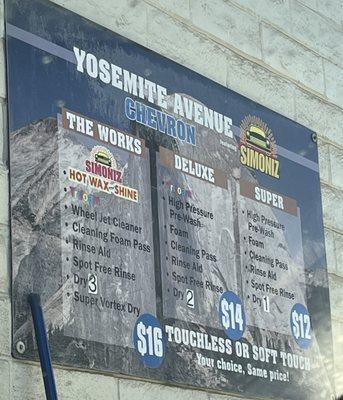 YOSEMITE AVENUE
CHEVRON
featuring
SIMONIZ
THE WORKS
SIMONIZ
HOT WAX & SHINE
• Wheel Jet Cleaner
• Cleaning Foam Pass
• Rinse Aid
• Spot Free Rinse
• Dry 3
• Super Vortex Dry
$16
DELUXE
• High Pressure
Pre-Wash
• Foam
• Cleaning Pass
• Rinse Aid
• Spot Free Rinse
• Dry 2
$14
SUPER
• High Pressure
Pre-Wash
• Foam
• Cleaning Pass
• Rinse Aid
• Spot Free Rinse
• Dry 1
$12
TOUCHLESS OR SOFT TOUCH
Your choice, Same price!